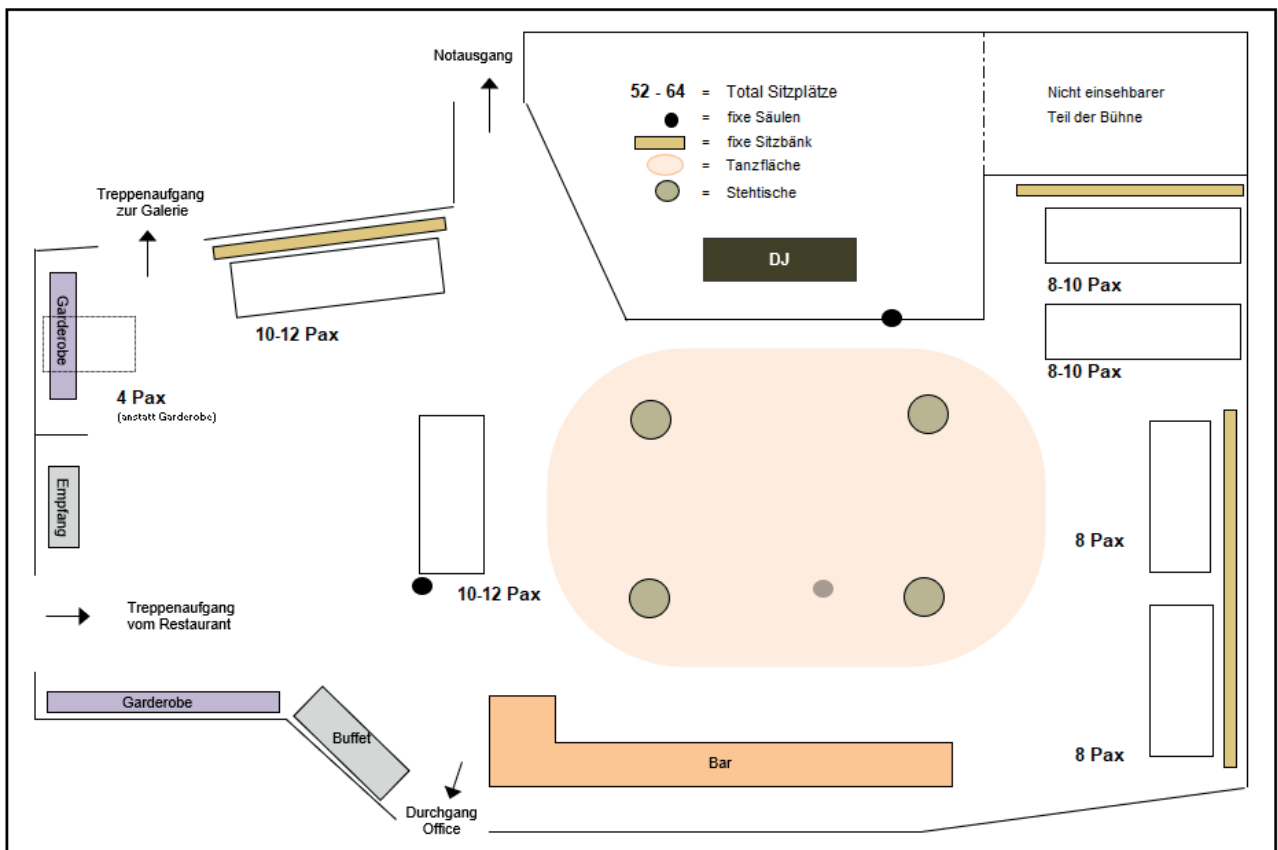 Notausgang
52 - 64 = Total Sitzplätze
= fixe Säulen
= fixe Sitzbänk
= Tanzfläche
= Stehtische
Nicht einsehbarer
Teil der Bühne
Treppenaufgang
zur Galerie
DJ
8-10 Pax
10-12 Pax
Garderobe
8-10 Pax
4 Pax
(anstatt Garderobe)
Empfang
8 Pax
10-12 Pax
Treppenaufgang
vom Restaurant
Garderobe
Buffet
Bar
8 Pax
Durchgang
Office